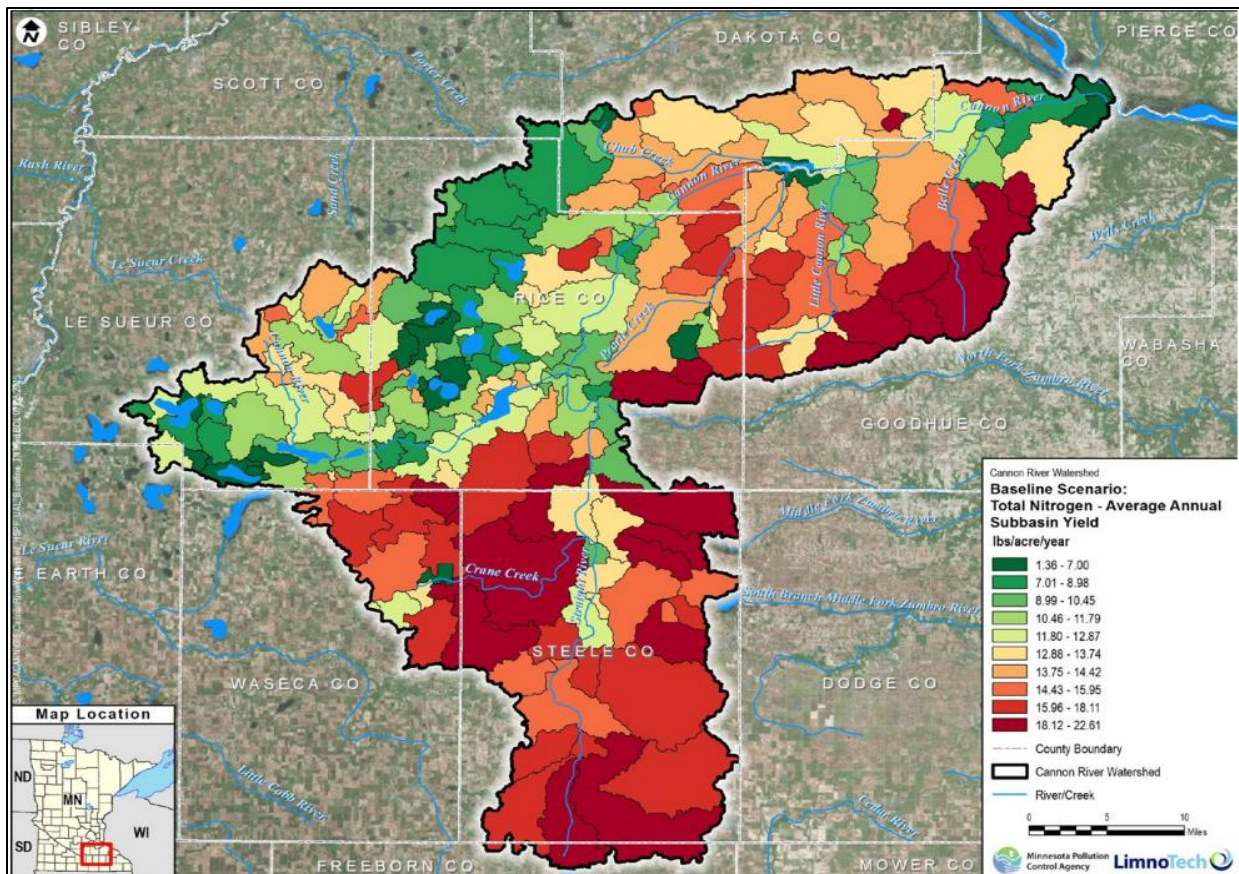 N
SIBLEY
CO
SCOTT CO
DAKOTA CO
PIERCE CO
Porter Creek
Rush River
Sand Creek
Chub Creek
Cannon River
Cannon River
Belle Creek
Wells Creek
Le Sueur Creek
LE SUEUR CO
RICE CO
Little Cannon River
Cannon River
Prairie Creek
WABASHA
CO
North Fork Zumbro River
GOODHUE CO
Middle Fork Zumbro River
Le Sueur River
EARTH CO
Crane Creek
Straight River
South Branch Middle Fork Zumbro River
STEELE CO
WASECA CO
DODGE CO
Little Cobb River
Cedar River
FREEBORN CO
MOWER CO
Map Location
ND
MN
SD
WI
Cannon River Watershed
Baseline Scenario:
Total Nitrogen - Average Annual
Subbasin Yield
lbs/acre/year
1.36 - 7.00
7.01 - 8.98
8.99 - 10.45
10.46 - 11.79
11.80 - 12.87
12.88 - 13.74
13.75 - 14.42
14.43 - 15.95
15.96 - 18.11
18.12 - 22.61
County Boundary
Cannon River Watershed
River/Creek
0 5 10
Miles
Minnesota Pollution
Control Agency
LimnoTech